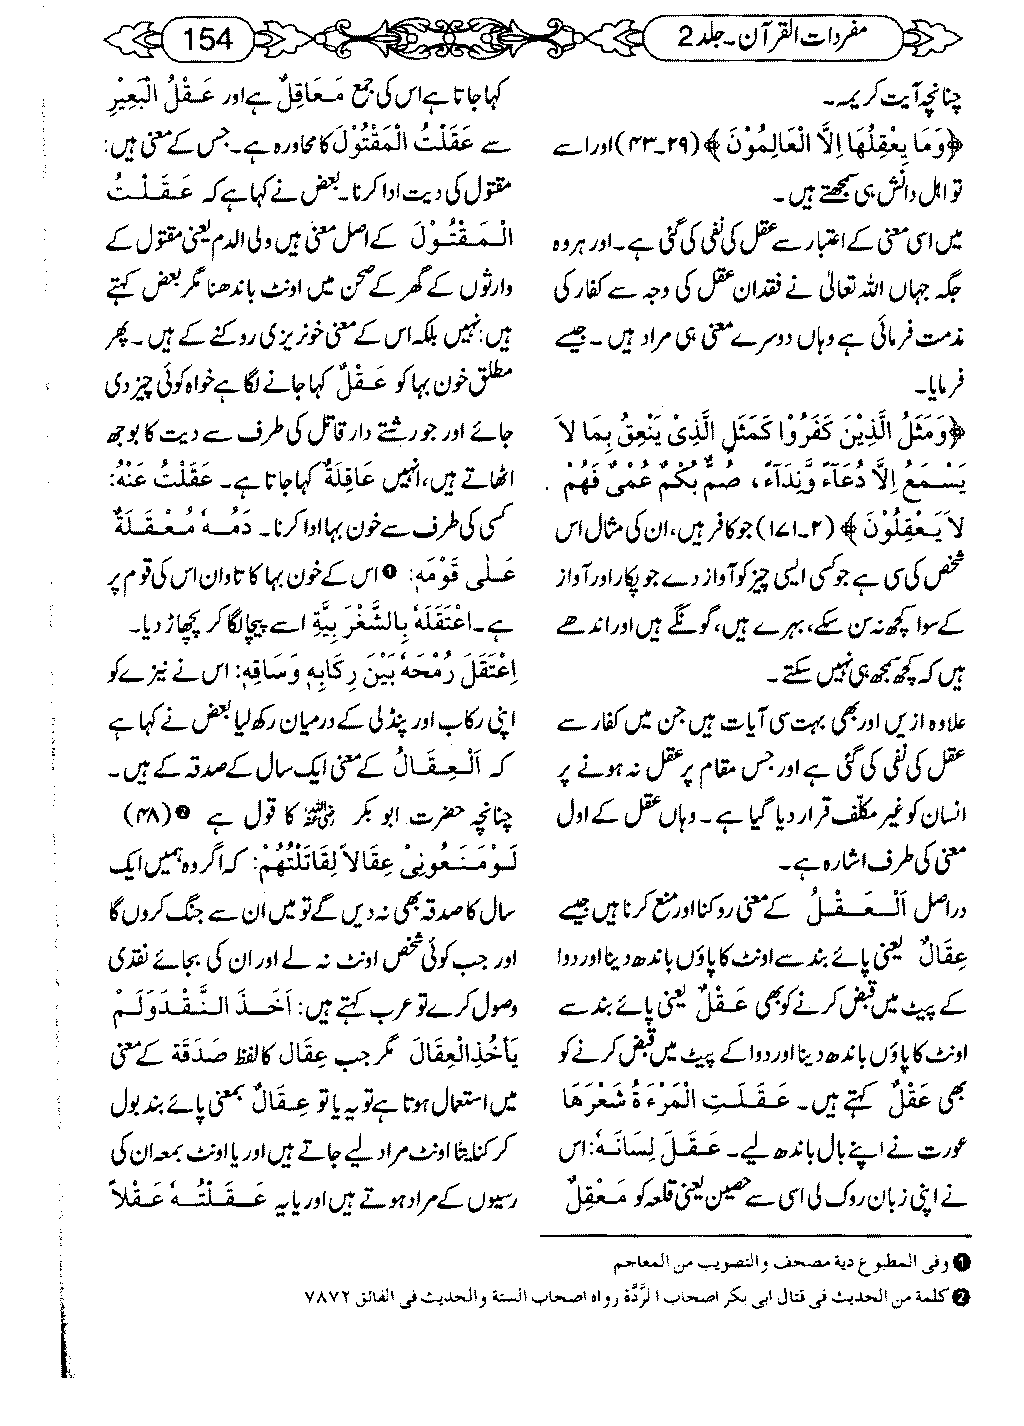 مفردات القرآن - جلد 2
154
چنانچہ آیت کریمہ۔
﴿وَمَا يَعْقِلُهَا اِلَّا الْعَالِمُوْنَ﴾ (۲۹۔۴۳) اور اسے
تو اہل دانش ہی سمجھتے ہیں۔
میں اسی معنی کے اعتبار سے عقل کی نفی کی گئی ہے۔ اور ہر وہ
جگہ جہاں اللہ تعالیٰ نے فقدان عقل کی وجہ سے کفار کی
مذمت فرمائی ہے وہاں دوسرے معنی ہی مراد ہیں۔ جیسے
فرمایا۔
﴿وَمَثَلُ الَّذِيْنَ كَفَرُوْا كَمَثَلِ الَّذِىْ يَنْعِقُ بِمَا لَا
يَسْمَعُ اِلَّا دُعَآءً وَّنِدَآءً، صُمٌّ بُكْمٌ عُمْىٌ فَهُمْ
لَا يَعْقِلُوْنَ﴾ (۲۔۱۷۱) جو کافر ہیں، ان کی مثال اس
شخص کی سی ہے جو کسی ایسی چیز کو آواز دے جو پکار اور آواز
کے سوا کچھ نہ سن سکے، بہرے ہیں، گونگے ہیں اور اندھے
ہیں کہ کچھ سمجھ ہی نہیں سکتے۔
علاوہ ازیں اور بھی بہت سی آیات ہیں جن میں کفار سے
عقل کی نفی کی گئی ہے اور جس مقام پر عقل نہ ہونے پر
انسان کو غیر مکلّف قرار دیا گیا ہے۔ وہاں عقل کے اول
معنی کی طرف اشارہ ہے۔
دراصل اَلْعَقْلُ کے معنی روکنا اور منع کرنا ہیں جیسے
عِقَالٌ یعنی پائے بند سے اونٹ کا پاؤں باندھ دینا اور دوا
کے پیٹ میں قبض کرنے کو بھی عَقْلٌ یعنی پائے بند سے
اونٹ کا پاؤں باندھ دینا اور دوا کے پیٹ میں قبض کرنے کو
بھی عَقْلٌ کہتے ہیں۔ عَقَلَتِ الْمَرْءَةُ شَعْرَهَا
عورت نے اپنے بال باندھ لیے۔ عَقَلَ لِسَانَهٗ: اس
نے اپنی زبان روک لی اسی سے حصین یعنی قلعہ کو مَعْقِلٌ
کہا جاتا ہے اس کی جمع مَعَاقِلٌ ہے اور عَقْلُ الْبَعِيْرِ
سے عَقَلْتُ الْمَقْتُوْلَ کا محاورہ ہے۔ جس کے معنی ہیں:
مقتول کی دیت ادا کرنا۔ بعض نے کہا ہے کہ عَقَلْتُ
الْمَقْتُوْلَ کے اصل معنی ہیں ولی الدم یعنی مقتول کے
وارثوں کے گھر کے صحن میں اونٹ باندھنا مگر بعض کہتے
ہیں: نہیں بلکہ اس کے معنی خونریزی روکنے کے ہیں۔ پھر
مطلق خون بہا کو عَقْلٌ کہا جانے لگا ہے خواہ کوئی چیز دی
جائے اور جو رشتے دار قاتل کی طرف سے دیت کا بوجھ
اٹھاتے ہیں، انہیں عَاقِلَةٌ کہا جاتا ہے۔ عَقَلْتُ عَنْهُ:
کسی کی طرف سے خون بہا ادا کرنا۔ دَمُهٗ مُعْقَلَةٌ
عَلٰى قَوْمِهٖ: ❶ اس کے خون بہا کا تاوان اس کی قوم پر
ہے۔ اعْتَقَلَهٗ بِالشَّغْرَبِيَّةِ اسے پیچا لگا کر پچھاڑ دیا۔
اِعْتَقَلَ رُمْحَهٗ بَيْنَ رِكَابِهٖ وَسَاقِهٖ: اس نے نیزے کو
اپنی رکاب اور پنڈلی کے درمیان رکھ لیا بعض نے کہا ہے
کہ اَلْعِقَالُ کے معنی ایک سال کے صدقہ کے ہیں۔
چنانچہ حضرت ابوبکر رضی اللہ عنہ کا قول ہے ❷ (۴۸)
لَوْ مَنَعُوْنِىْ عِقَالًا لَقَاتَلْتُهُمْ: کہ اگر وہ ہمیں ایک
سال کا صدقہ بھی نہ دیں گے تو میں ان سے جنگ کروں گا
اور جب کوئی شخص اونٹ نہ لے اور ان کی بجائے نقدی
وصول کرے تو عرب کہتے ہیں: اَخَذَ النَّقْدَ وَلَمْ
يَأْخُذِ الْعِقَالَ مگر جب عِقَال کا لفظ صَدَقَة کے معنی
میں استعمال ہوتا ہے تو یہ یا تو عِقَالٌ بمعنی پائے بند بول
کر کنایتاً اونٹ مراد لیے جاتے ہیں اور یا اونٹ بمعہ ان کی
رسیوں کے مراد ہوتے ہیں اور یا یہ عَقَلْتُهٗ عَقْلًا
❶ وفى المطبوع دية مصحف والتصويب من المعاجم
❷ كلمة من الحديث فى قتال ابى بكر اصحاب الرَّدَّة رواه اصحاب الستة والحديث فى الفائق ٧٨٧٢